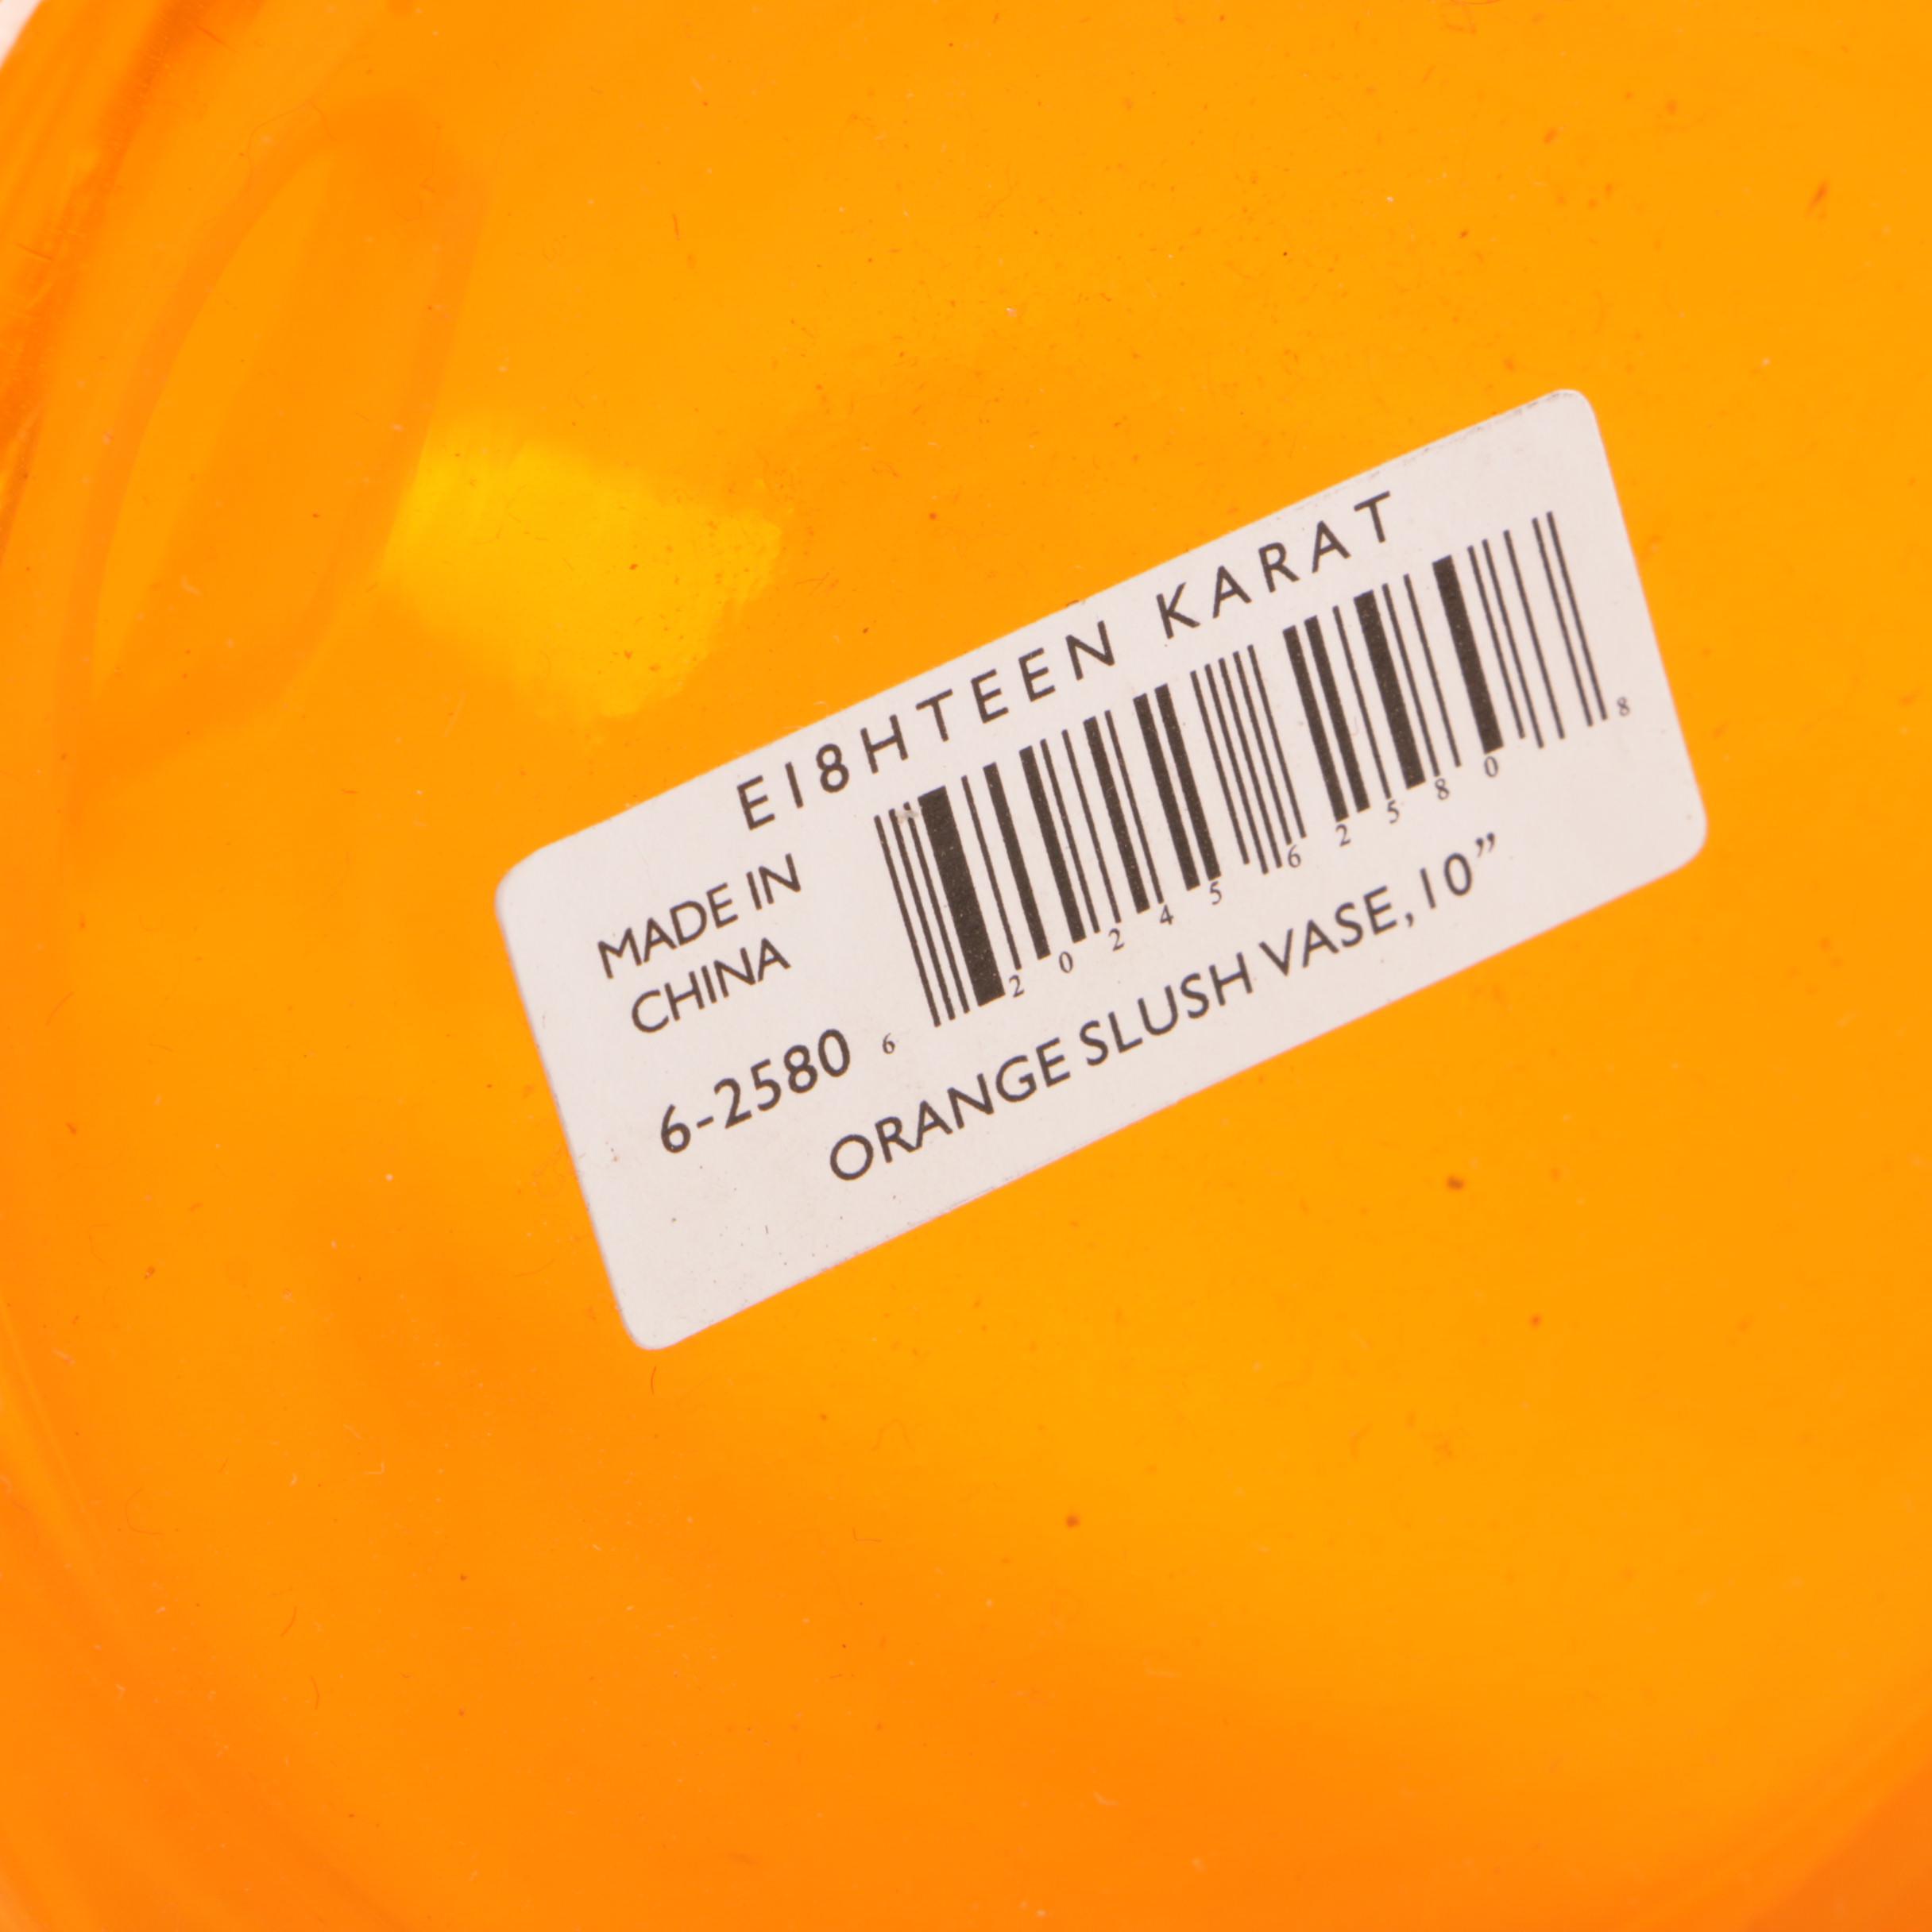 EI8HTEEN KARAT
MADE IN
CHINA
6-2580
6 20245 62580 8
ORANGE SLUSH VASE, 10”